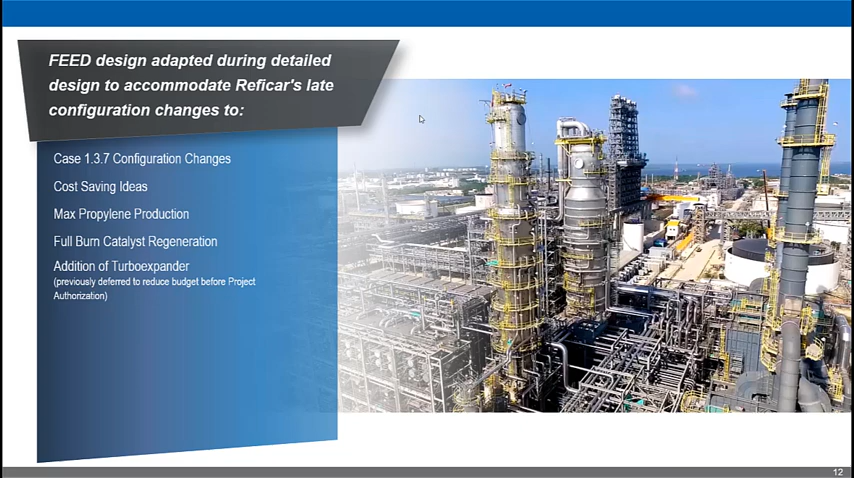 FEED design adapted during detailed
design to accommodate Reficar's late
configuration changes to:
Case 1.3.7 Configuration Changes
Cost Saving Ideas
Max Propylene Production
Full Burn Catalyst Regeneration
Addition of Turboexpander
(previously deferred to reduce budget before Project
Authorization)
12